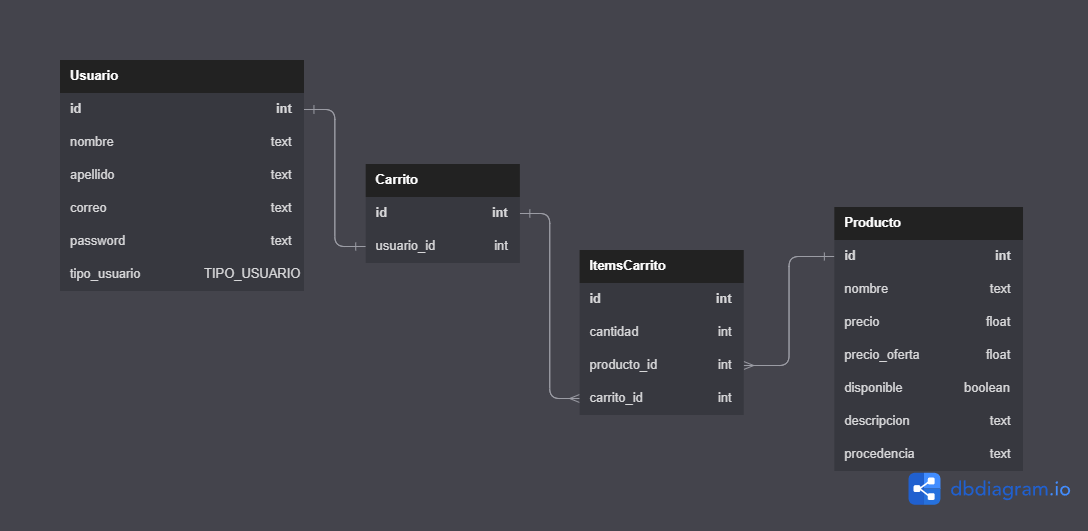 Usuario
id int
nombre text
apellido text
correo text
password text
tipo_usuario TIPO_USUARIO
Carrito
id int
usuario_id int
ItemsCarrito
id int
cantidad int
producto_id int
carrito_id int
Producto
id int
nombre text
precio float
precio_oferta float
disponible boolean
descripcion text
procedencia text
dbdiagram.io